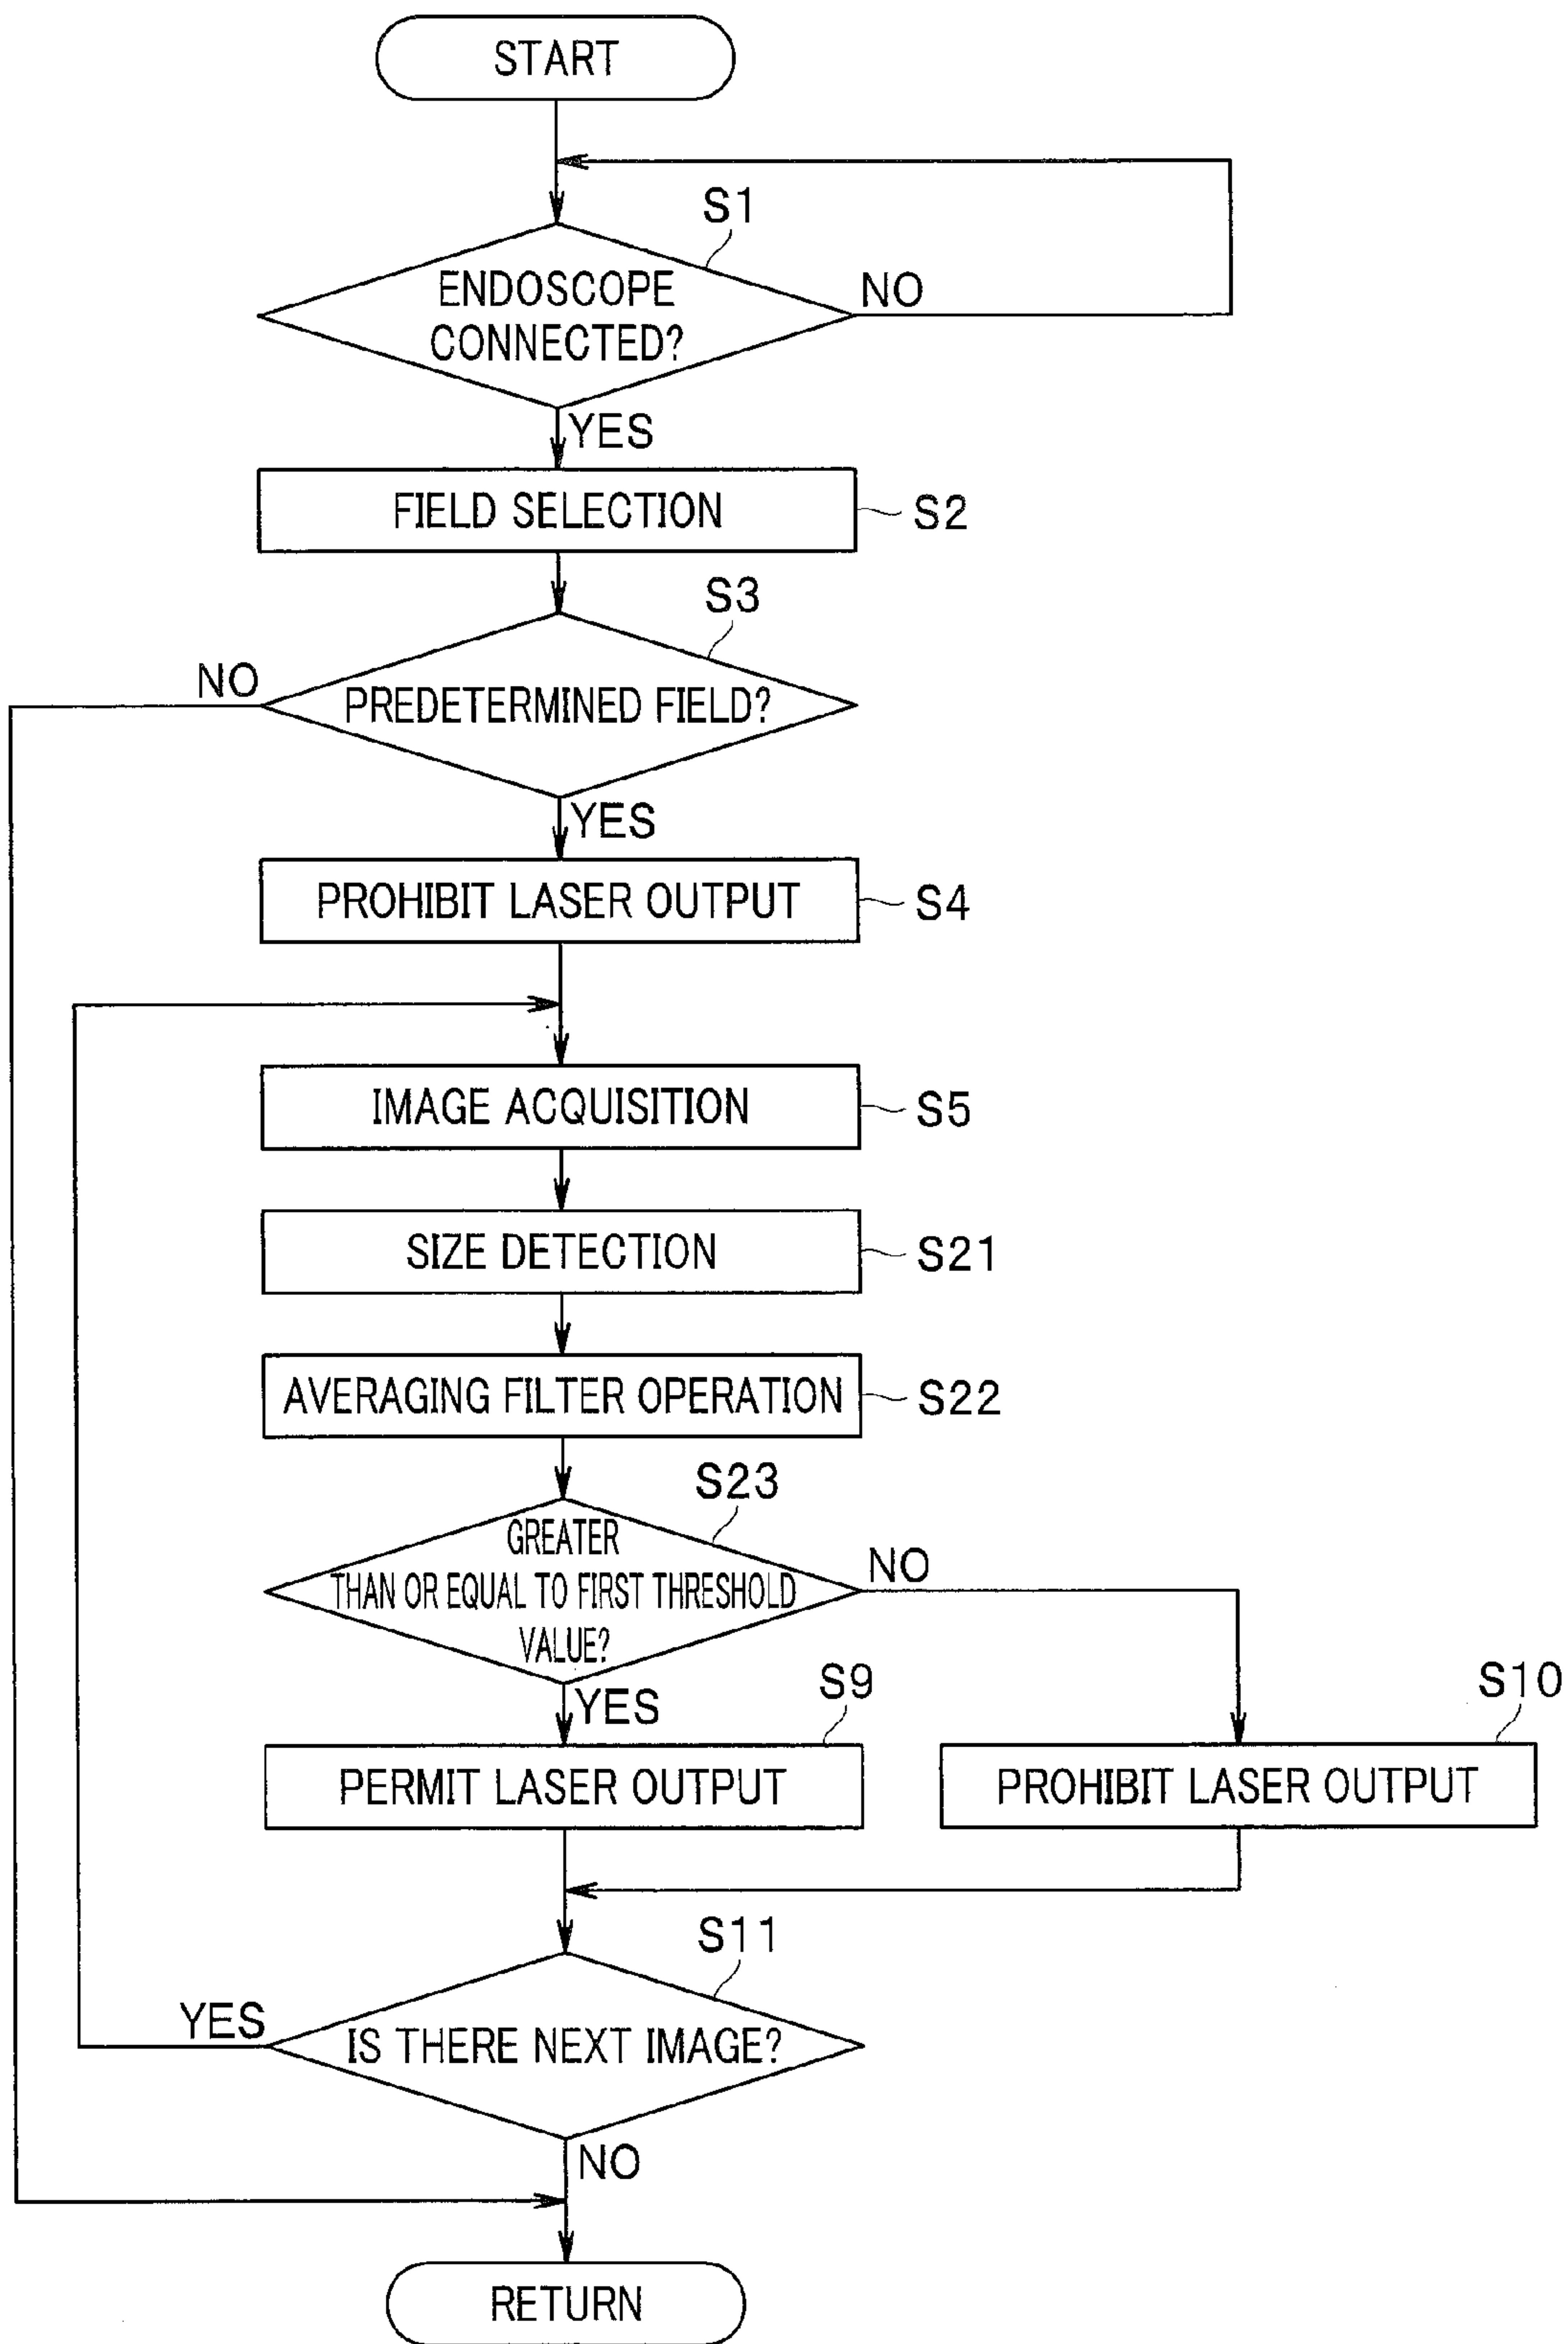 START
S1
ENDOSCOPE
CONNECTED?
NO
YES
FIELD SELECTION
S2
S3
NO
PREDETERMINED FIELD?
YES
PROHIBIT LASER OUTPUT
S4
IMAGE ACQUISITION
S5
SIZE DETECTION
S21
AVERAGING FILTER OPERATION
S22
S23
GREATER
THAN OR EQUAL TO FIRST THRESHOLD
VALUE?
NO
YES
S9
S10
PERMIT LASER OUTPUT
PROHIBIT LASER OUTPUT
S11
YES
IS THERE NEXT IMAGE?
NO
RETURN